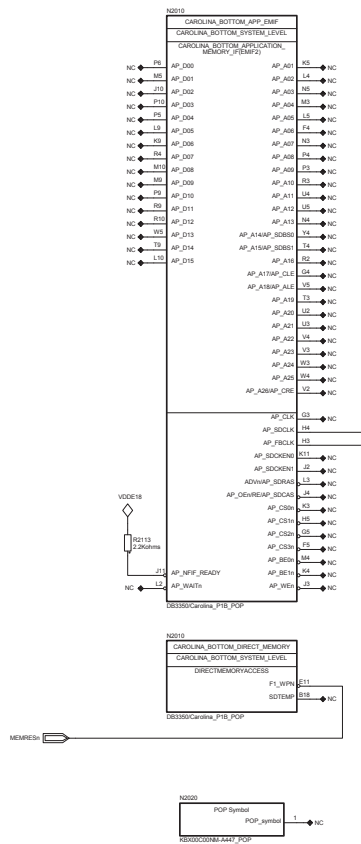 N2010
CAROLINA_BOTTOM_APP_EMIF
CAROLINA_BOTTOM_SYSTEM_LEVEL
CAROLINA_BOTTOM_APPLICATION_
MEMORY_IF(EMIF2)
NC P6 AP_D00 AP_A01 K5 NC
NC M5 AP_D01 AP_A02 L4 NC
NC J10 AP_D02 AP_A03 N5 NC
NC P10 AP_D03 AP_A04 M3 NC
NC P5 AP_D04 AP_A05 L5 NC
NC L9 AP_D05 AP_A06 F4 NC
NC K9 AP_D06 AP_A07 N3 NC
NC R4 AP_D07 AP_A08 P4 NC
NC M10 AP_D08 AP_A09 P3 NC
NC M9 AP_D09 AP_A10 R3 NC
NC P9 AP_D10 AP_A11 U4 NC
NC R9 AP_D11 AP_A12 U5 NC
NC R10 AP_D12 AP_A13 N4 NC
NC W5 AP_D13 AP_A14/AP_SDBS0 Y4 NC
NC T9 AP_D14 AP_A15/AP_SDBS1 T4 NC
NC L10 AP_D15 AP_A16 R2 NC
AP_A17/AP_CLE G4 NC
AP_A18/AP_ALE V5 NC
AP_A19 T3 NC
AP_A20 U2 NC
AP_A21 U3 NC
AP_A22 V4 NC
AP_A23 V3 NC
AP_A24 W3 NC
AP_A25 W4 NC
AP_A26/AP_CRE V2 NC
AP_CLK G3 NC
AP_SDCLK H4
AP_FBCLK H3
AP_SDCKEN0 K11 NC
AP_SDCKEN1 J2 NC
ADVn/AP_SDRAS L3 NC
AP_OEn/RE/AP_SDCAS J4 NC
AP_CS0n K3 NC
AP_CS1n H5 NC
AP_CS2n G5 NC
AP_CS3n F5 NC
AP_BE0n M4 NC
VDDE18
R2113
2.2Kohms
J11 AP_NFIF_READY AP_BE1n K4 NC
NC L2 AP_WAITn AP_WEn J3 NC
DB3350/Carolina_P1B_POP
N2010
CAROLINA_BOTTOM_DIRECT_MEMORY
CAROLINA_BOTTOM_SYSTEM_LEVEL
DIRECTMEMORYACCESS
F1_WPN E11
SDTEMP B18 NC
DB3350/Carolina_P1B_POP
MEMRESn
N2020
POP Symbol
POP_symbol 1 NC
KBX00C00NM-A447_POP